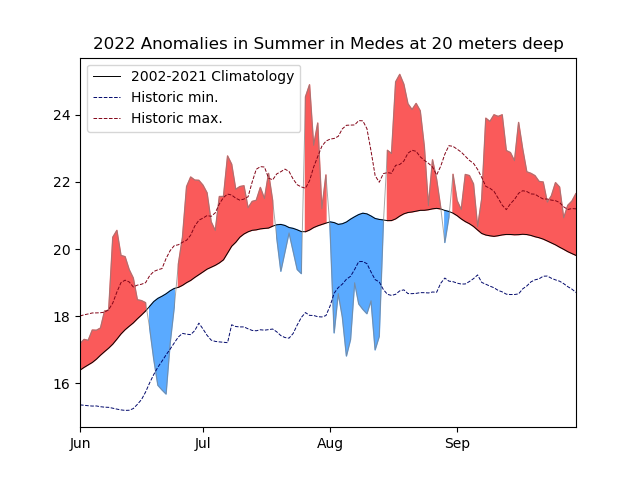 2022 Anomalies in Summer in Medes at 20 meters deep
2002-2021 Climatology
Historic min.
Historic max.
24
22
20
18
16
Jun Jul Aug Sep